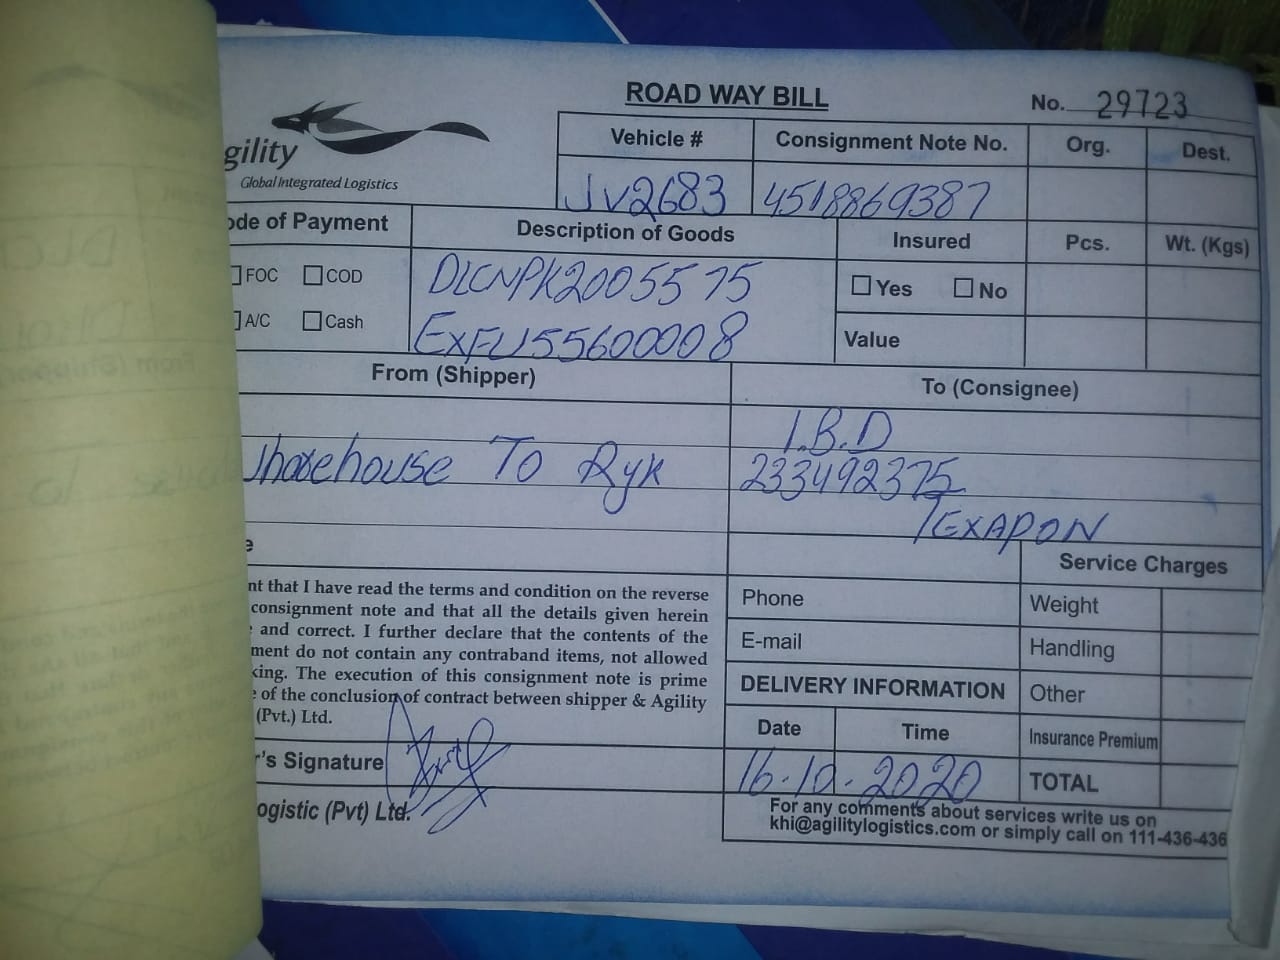 ROAD WAY BILL
No. 29723
gility
Global Integrated Logistics
Vehicle #
Consignment Note No.
Org.
Dest.
JV2683
4518869387
ode of Payment
Description of Goods
Insured
Pcs.
Wt. (Kgs)
FOC
COD
DLCNPK2005575
Yes
No
A/C
Cash
EXFU55600008
Value
From (Shipper)
To (Consignee)
I.B.D
harehouse To Ryk
233492375
TEXAPON
e
Service Charges
nt that I have read the terms and condition on the reverse
consignment note and that all the details given herein
and correct. I further declare that the contents of the
ment do not contain any contraband items, not allowed
king. The execution of this consignment note is prime
of the conclusion of contract between shipper & Agility
(Pvt.) Ltd.
Phone
Weight
E-mail
Handling
DELIVERY INFORMATION
Other
Date
Time
Insurance Premium
r's Signature
16.10.2020
TOTAL
ogistic (Pvt) Ltd.
For any comments about services write us on
khi@agilitylogistics.com or simply call on 111-436-436